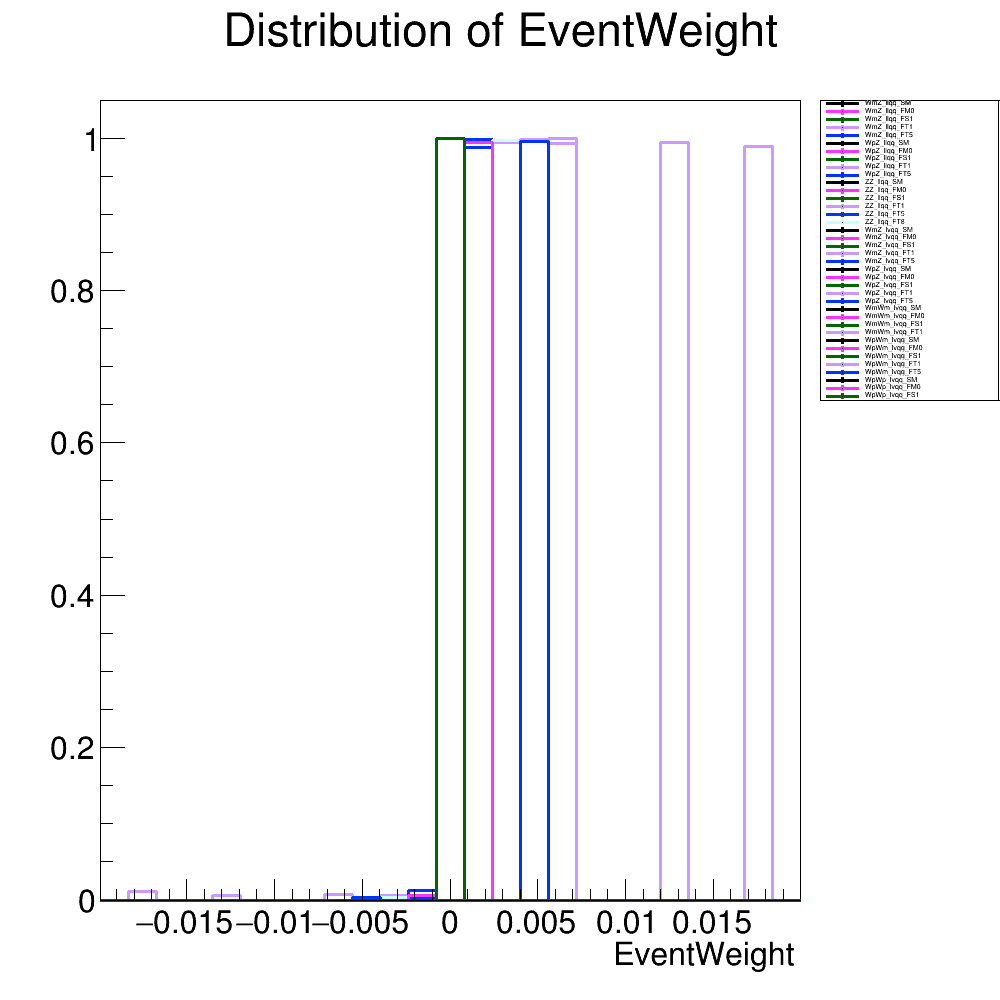 Distribution of EventWeight
1
0.8
0.6
0.4
0.2
0
−0.015 −0.01 −0.005 0 0.005 0.01 0.015
EventWeight
WmZ_llqq_SM
WmZ_llqq_FM0
WmZ_llqq_FS1
WmZ_llqq_FT1
WmZ_llqq_FT5
WpZ_llqq_SM
WpZ_llqq_FM0
WpZ_llqq_FS1
WpZ_llqq_FT1
WpZ_llqq_FT5
ZZ_llqq_SM
ZZ_llqq_FM0
ZZ_llqq_FS1
ZZ_llqq_FT1
ZZ_llqq_FT5
ZZ_llqq_FT8
WmZ_lvqq_SM
WmZ_lvqq_FM0
WmZ_lvqq_FS1
WmZ_lvqq_FT1
WmZ_lvqq_FT5
WpZ_lvqq_SM
WpZ_lvqq_FM0
WpZ_lvqq_FS1
WpZ_lvqq_FT1
WpZ_lvqq_FT5
WmWm_lvqq_SM
WmWm_lvqq_FM0
WmWm_lvqq_FS1
WmWm_lvqq_FT1
WpWm_lvqq_SM
WpWm_lvqq_FM0
WpWm_lvqq_FS1
WpWm_lvqq_FT1
WpWm_lvqq_FT5
WpWp_lvqq_SM
WpWp_lvqq_FM0
WpWp_lvqq_FS1